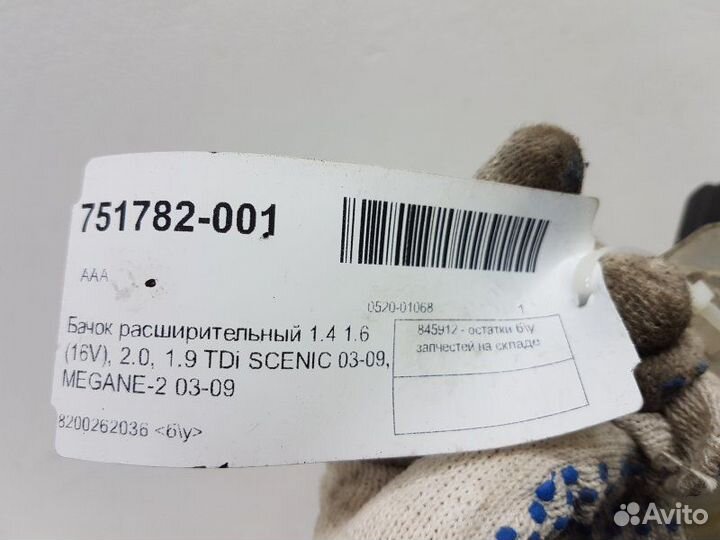 751782-001
AAA
0520-01068 1
Бачок расширительный 1.4 1.6
(16V), 2.0, 1.9 TDi SCENIC 03-09,
MEGANE-2 03-09
8200262036 <б\у>
845912 - остатки б\у
запчестей на складе
Avito